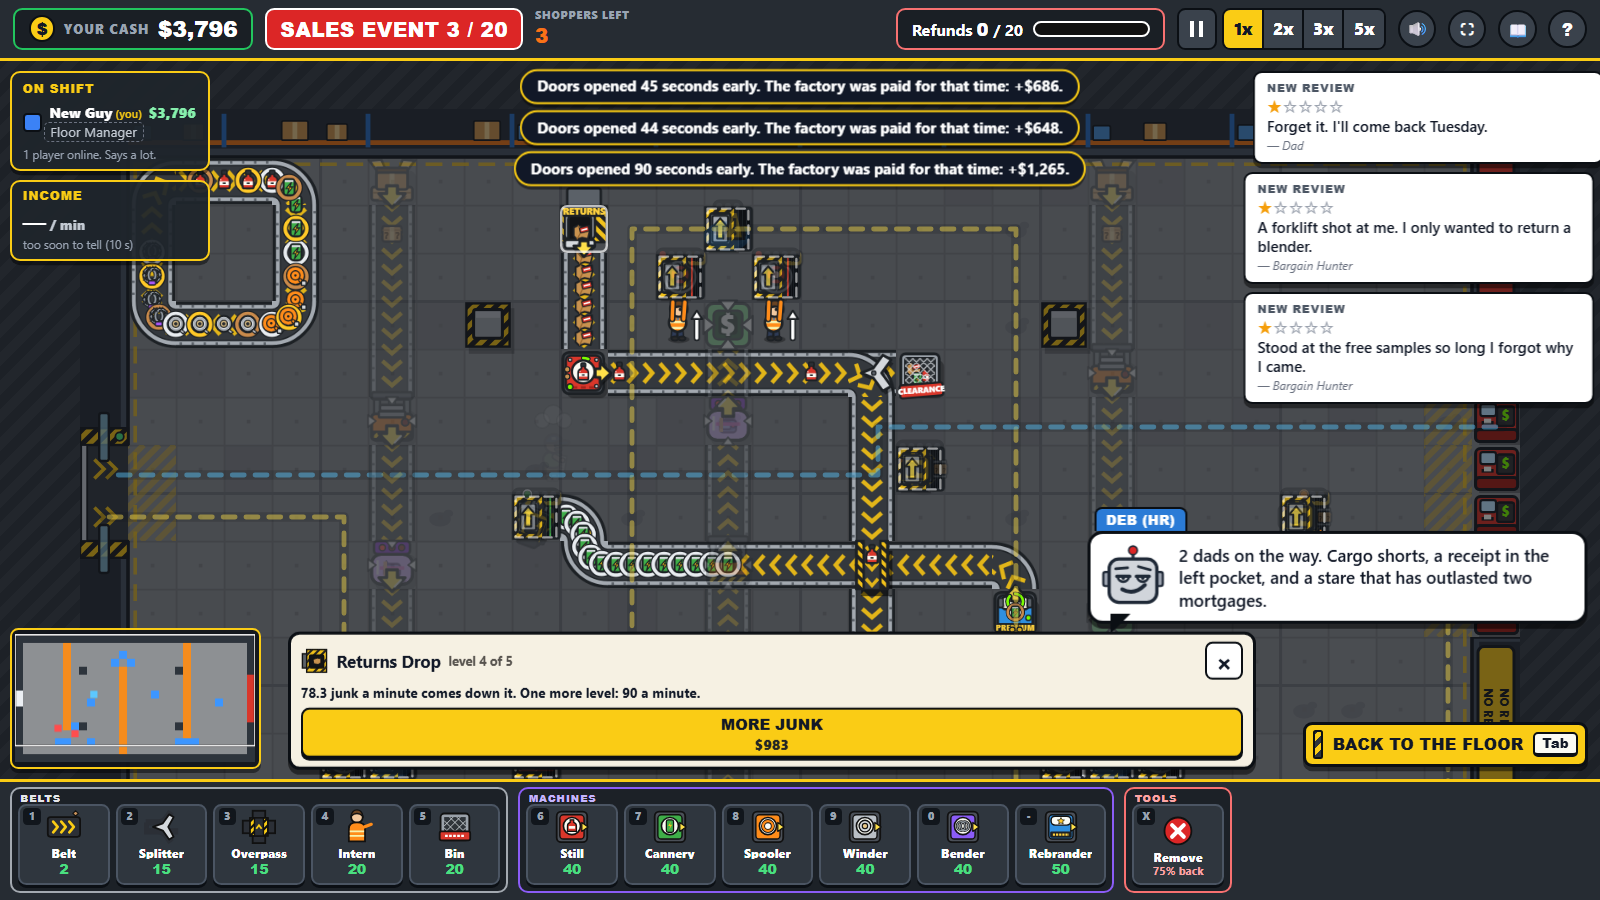 YOUR CASH $3,796
SALES EVENT 3 / 20
SHOPPERS LEFT
3
Refunds 0 / 20
1x
2x
3x
5x
?
ON SHIFT
New Guy (you) $3,796
Floor Manager
1 player online. Says a lot.
INCOME
— / min
too soon to tell (10 s)
Doors opened 45 seconds early. The factory was paid for that time: +$686.
Doors opened 44 seconds early. The factory was paid for that time: +$648.
Doors opened 90 seconds early. The factory was paid for that time: +$1,265.
NEW REVIEW
Forget it. I'll come back Tuesday.
— Dad
NEW REVIEW
A forklift shot at me. I only wanted to return a
blender.
— Bargain Hunter
NEW REVIEW
Stood at the free samples so long I forgot why
I came.
— Bargain Hunter
RETURNS
CLEARANCE
PREMIUM
DEB (HR)
2 dads on the way. Cargo shorts, a receipt in the
left pocket, and a stare that has outlasted two
mortgages.
Returns Drop level 4 of 5
78.3 junk a minute comes down it. One more level: 90 a minute.
MORE JUNK
$983
BACK TO THE FLOOR Tab
BELTS
1
Belt
2
2
Splitter
15
3
Overpass
15
4
Intern
20
5
Bin
20
MACHINES
6
Still
40
7
Cannery
40
8
Spooler
40
9
Winder
40
0
Bender
40
-
Rebrander
50
TOOLS
X
Remove
75% back